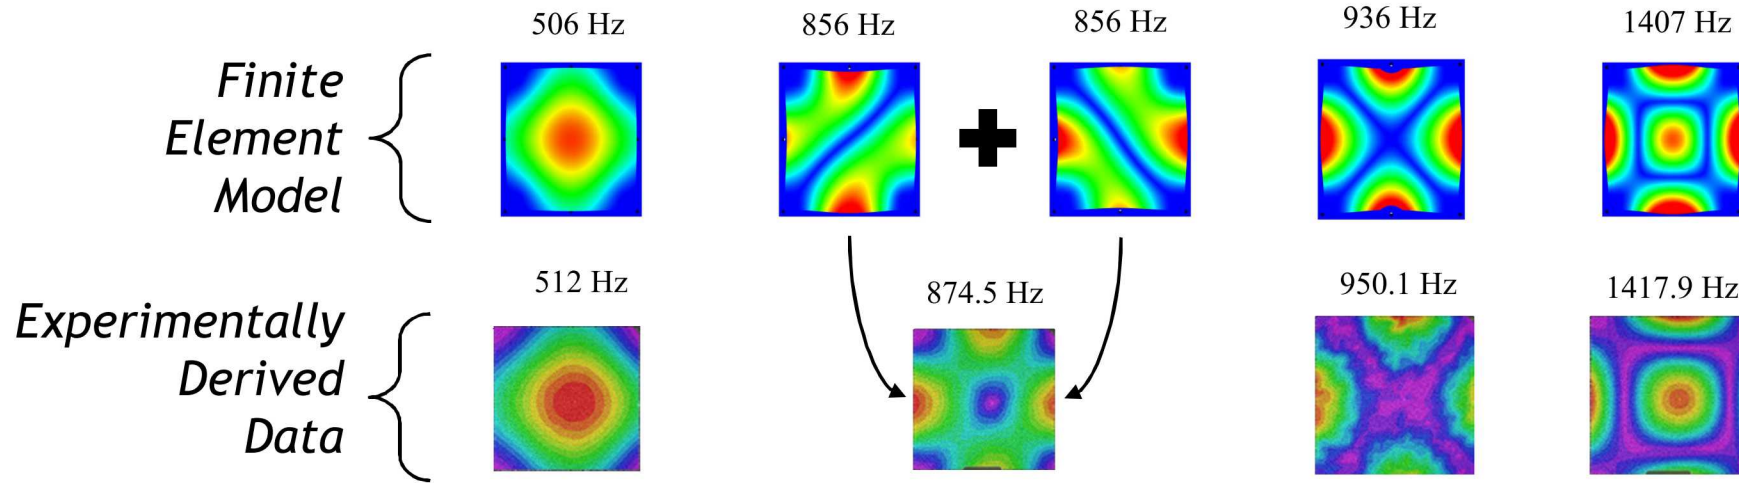 506 Hz
856 Hz
856 Hz
936 Hz
1407 Hz
Finite
Element
Model
512 Hz
874.5 Hz
950.1 Hz
1417.9 Hz
Experimentally
Derived
Data